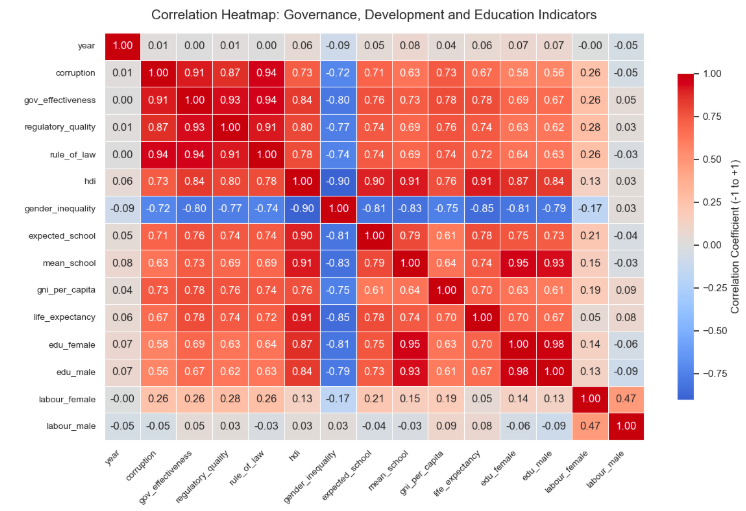 Correlation Heatmap: Governance, Development and Education Indicators
year 1.00 0.01 0.00 0.01 0.00 0.06 -0.09 0.05 0.08 0.04 0.06 0.07 0.07 -0.00 -0.05
corruption 0.01 1.00 0.91 0.87 0.94 0.73 -0.72 0.71 0.63 0.73 0.67 0.58 0.56 0.26 -0.05
gov_effectiveness 0.00 0.91 1.00 0.93 0.94 0.84 -0.80 0.76 0.73 0.78 0.78 0.69 0.67 0.26 0.05
regulatory_quality 0.01 0.87 0.93 1.00 0.91 0.80 -0.77 0.74 0.69 0.76 0.74 0.63 0.62 0.28 0.03
rule_of_law 0.00 0.94 0.94 0.91 1.00 0.78 -0.74 0.74 0.69 0.74 0.72 0.64 0.63 0.26 -0.03
hdi 0.06 0.73 0.84 0.80 0.78 1.00 -0.90 0.90 0.91 0.76 0.91 0.87 0.84 0.13 0.03
gender_inequality -0.09 -0.72 -0.80 -0.77 -0.74 -0.90 1.00 -0.81 -0.83 -0.75 -0.85 -0.81 -0.79 -0.17 0.03
expected_school 0.05 0.71 0.76 0.74 0.74 0.90 -0.81 1.00 0.79 0.61 0.78 0.75 0.73 0.21 -0.04
mean_school 0.08 0.63 0.73 0.69 0.69 0.91 -0.83 0.79 1.00 0.64 0.74 0.95 0.93 0.15 -0.03
gni_per_capita 0.04 0.73 0.78 0.76 0.74 0.76 -0.75 0.61 0.64 1.00 0.70 0.63 0.61 0.19 0.09
life_expectancy 0.06 0.67 0.78 0.74 0.72 0.91 -0.85 0.78 0.74 0.70 1.00 0.70 0.67 0.05 0.08
edu_female 0.07 0.58 0.69 0.63 0.64 0.87 -0.81 0.75 0.95 0.63 0.70 1.00 0.98 0.14 -0.06
edu_male 0.07 0.56 0.67 0.62 0.63 0.84 -0.79 0.73 0.93 0.61 0.67 0.98 1.00 0.13 -0.09
labour_female -0.00 0.26 0.26 0.28 0.26 0.13 -0.17 0.21 0.15 0.19 0.05 0.14 0.13 1.00 0.47
labour_male -0.05 -0.05 0.05 0.03 -0.03 0.03 0.03 -0.04 -0.03 0.09 0.08 -0.06 -0.09 0.47 1.00
year
corruption
gov_effectiveness
regulatory_quality
rule_of_law
hdi
gender_inequality
expected_school
mean_school
gni_per_capita
life_expectancy
edu_female
edu_male
labour_female
labour_male
1.00
0.75
0.50
0.25
0.00
−0.25
−0.50
−0.75
Correlation Coefficient (-1 to +1)